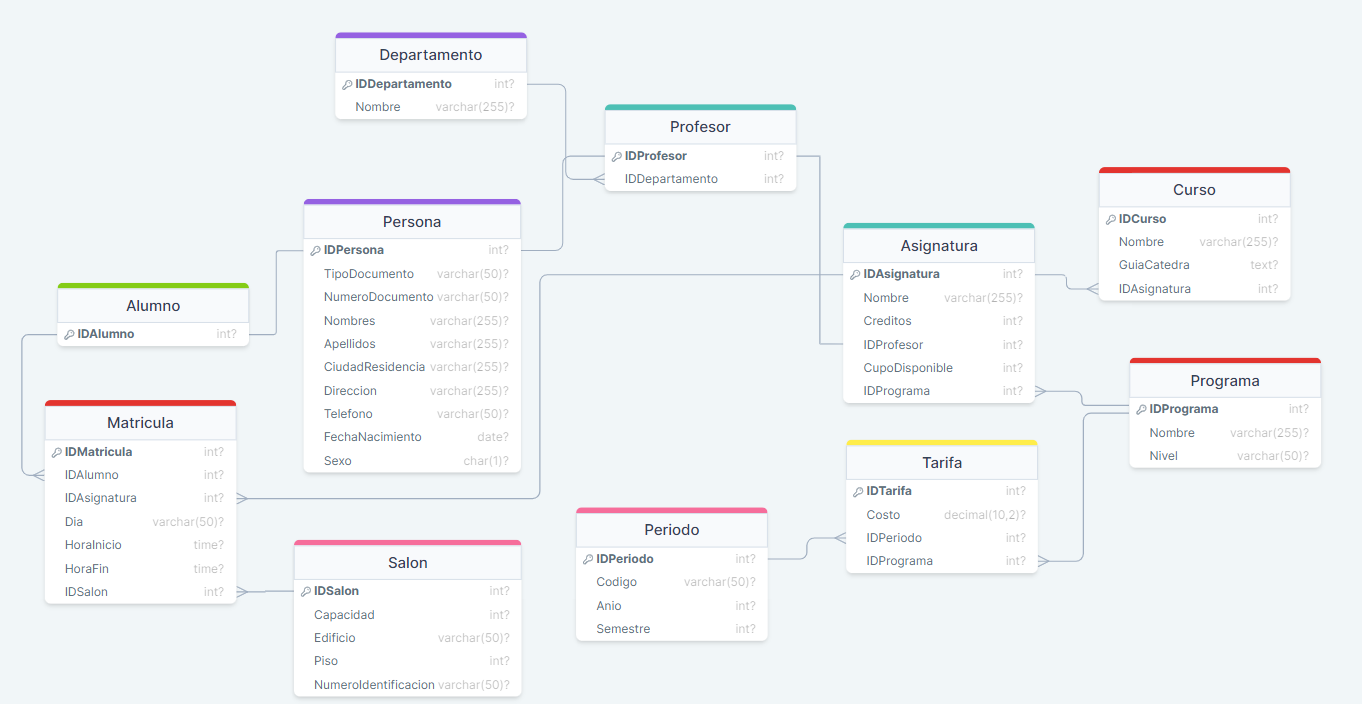 Departamento
IDDepartamento int?
Nombre varchar(255)?
Profesor
IDProfesor int?
IDDepartamento int?
Persona
IDPersona int?
TipoDocumento varchar(50)?
NumeroDocumento varchar(50)?
Nombres varchar(255)?
Apellidos varchar(255)?
CiudadResidencia varchar(255)?
Direccion varchar(255)?
Telefono varchar(50)?
FechaNacimiento date?
Sexo char(1)?
Curso
IDCurso int?
Nombre varchar(255)?
GuiaCatedra text?
IDAsignatura int?
Asignatura
IDAsignatura int?
Nombre varchar(255)?
Creditos int?
IDProfesor int?
CupoDisponible int?
IDPrograma int?
Alumno
IDAlumno int?
Programa
IDPrograma int?
Nombre varchar(255)?
Nivel varchar(50)?
Matricula
IDMatricula int?
IDAlumno int?
IDAsignatura int?
Dia varchar(50)?
HoraInicio time?
HoraFin time?
IDSalon int?
Tarifa
IDTarifa int?
Costo decimal(10,2)?
IDPeriodo int?
IDPrograma int?
Periodo
IDPeriodo int?
Codigo varchar(50)?
Anio int?
Semestre int?
Salon
IDSalon int?
Capacidad int?
Edificio varchar(50)?
Piso int?
NumeroIdentificacion varchar(50)?